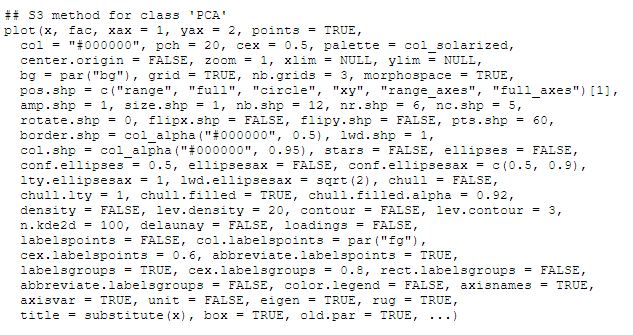 ## S3 method for class 'PCA'
plot(x, fac, xax = 1, yax = 2, points = TRUE,
col = "#000000", pch = 20, cex = 0.5, palette = col_solarized,
center.origin = FALSE, zoom = 1, xlim = NULL, ylim = NULL,
bg = par("bg"), grid = TRUE, nb.grids = 3, morphospace = TRUE,
pos.shp = c("range", "full", "circle", "xy", "range_axes", "full_axes")[1],
amp.shp = 1, size.shp = 1, nb.shp = 12, nr.shp = 6, nc.shp = 5,
rotate.shp = 0, flipx.shp = FALSE, flipy.shp = FALSE, pts.shp = 60,
border.shp = col_alpha("#000000", 0.5), lwd.shp = 1,
col.shp = col_alpha("#000000", 0.95), stars = FALSE, ellipses = FALSE,
conf.ellipses = 0.5, ellipsesax = FALSE, conf.ellipsesax = c(0.5, 0.9),
lty.ellipsesax = 1, lwd.ellipsesax = sqrt(2), chull = FALSE,
chull.lty = 1, chull.filled = TRUE, chull.filled.alpha = 0.92,
density = FALSE, lev.density = 20, contour = FALSE, lev.contour = 3,
n.kde2d = 100, delaunay = FALSE, loadings = FALSE,
labelspoints = FALSE, col.labelspoints = par("fg"),
cex.labelspoints = 0.6, abbreviate.labelspoints = TRUE,
labelsgroups = TRUE, cex.labelsgroups = 0.8, rect.labelsgroups = FALSE,
abbreviate.labelsgroups = FALSE, color.legend = FALSE, axisnames = TRUE,
axisvar = TRUE, unit = FALSE, eigen = TRUE, rug = TRUE,
title = substitute(x), box = TRUE, old.par = TRUE, ...)